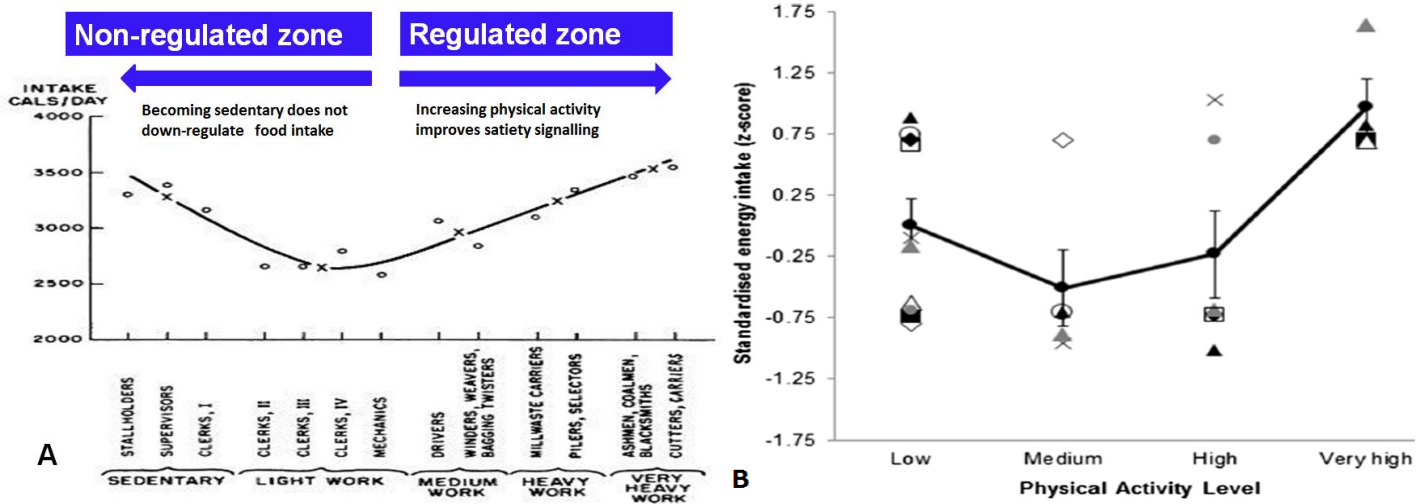 Non-regulated zone
Regulated zone
INTAKE
CALS/DAY
Becoming sedentary does not
down-regulate food intake
Increasing physical activity
improves satiety signalling
4000
3500
3000
2500
2000
STALLHOLDERS
SUPERVISORS
CLERKS, I
CLERKS, II
CLERKS, III
CLERKS, IV
MECHANICS
DRIVERS
WINDERS, WEAVERS,
BAGGING TWISTERS
MILLWASTE CARRIERS
PILERS, SELECTORS
ASHMEN, COALMEN,
BLACKSMITHS
CUTTERS, CARRIERS
SEDENTARY
LIGHT WORK
MEDIUM
WORK
HEAVY
WORK
VERY
HEAVY
WORK
A
Standardised energy intake (z-score)
1.75
1.25
0.75
0.25
-0.25
-0.75
-1.25
-1.75
Low
Medium
High
Very high
Physical Activity Level
B